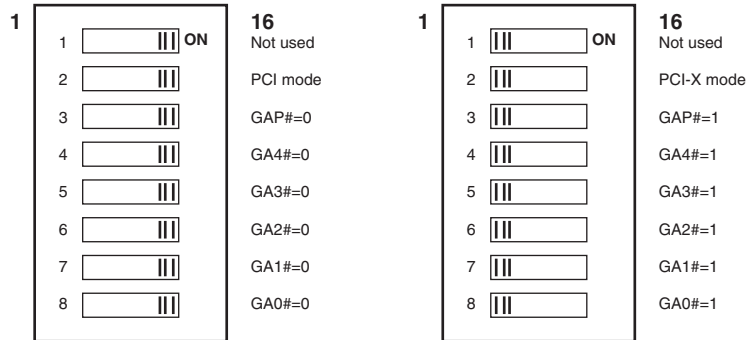 1 16
1 ON Not used
2 PCI mode
3 GAP#=0
4 GA4#=0
5 GA3#=0
6 GA2#=0
7 GA1#=0
8 GA0#=0
1 16
1 ON Not used
2 PCI-X mode
3 GAP#=1
4 GA4#=1
5 GA3#=1
6 GA2#=1
7 GA1#=1
8 GA0#=1